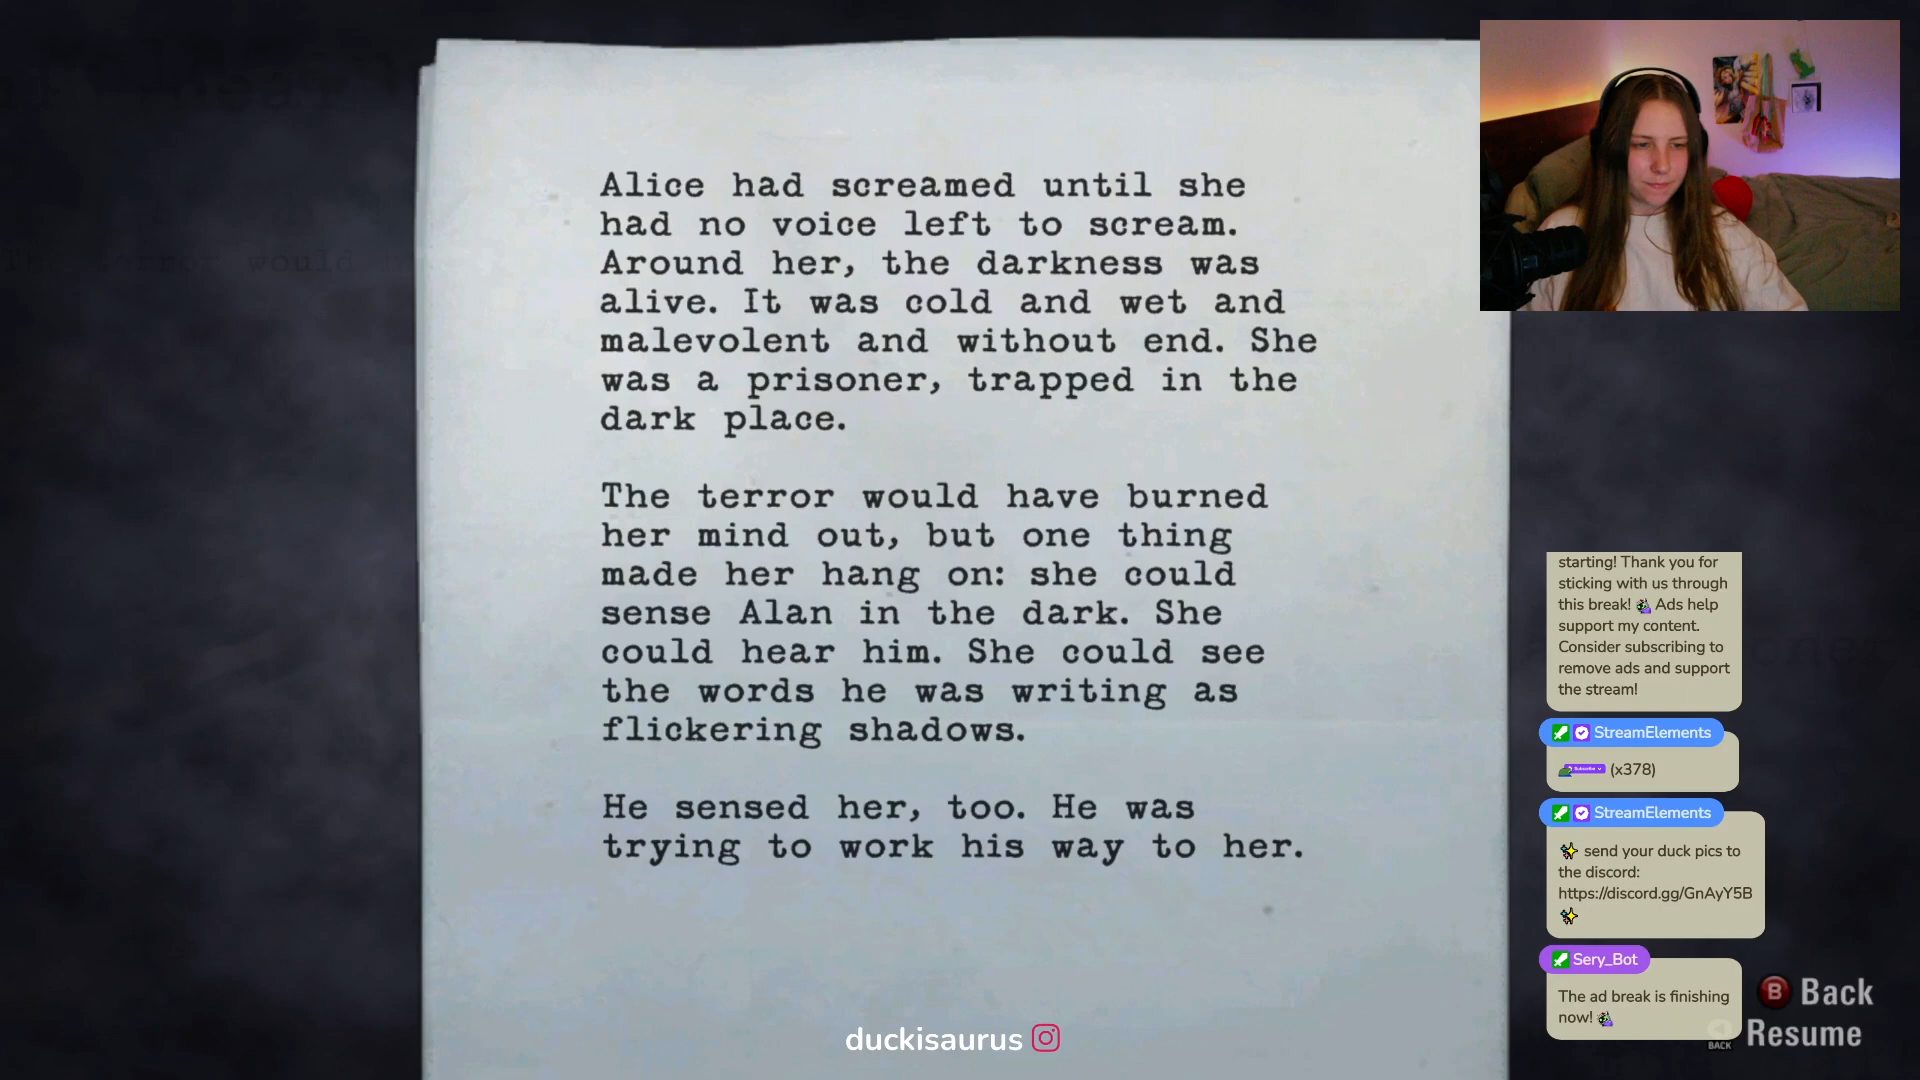 Alice had screamed until she
had no voice left to scream.
Around her, the darkness was
alive. It was cold and wet and
malevolent and without end. She
was a prisoner, trapped in the
dark place.
The terror would have burned
her mind out, but one thing
made her hang on: she could
sense Alan in the dark. She
could hear him. She could see
the words he was writing as
flickering shadows.
He sensed her, too. He was
trying to work his way to her.
The terror would
starting! Thank you for
sticking with us through
this break! Ads help
support my content.
Consider subscribing to
remove ads and support
the stream!
StreamElements
Subscribe (x378)
StreamElements
send your duck pics to
the discord:
https://discord.gg/GnAyY5B
Sery_Bot
The ad break is finishing
now!
B Back
BACK Resume
duckisaurus